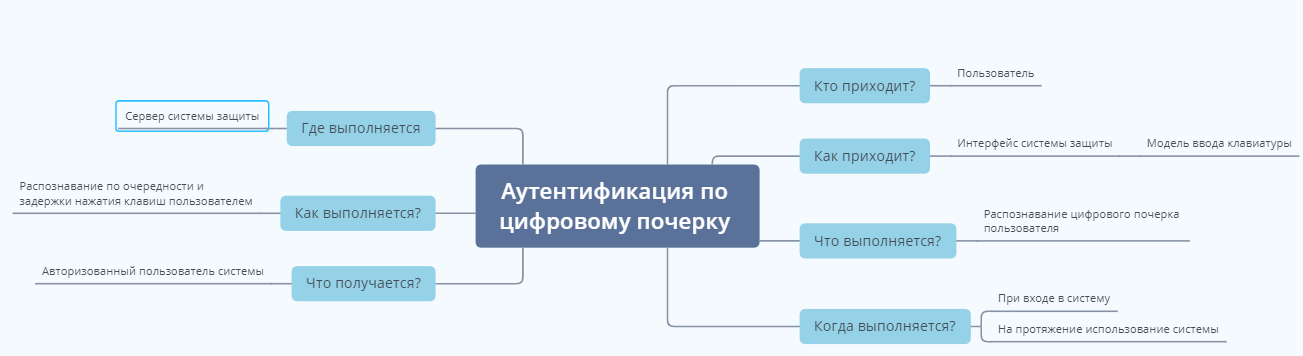 Аутентификация по
цифровому почерку
Кто приходит?
Пользователь
Как приходит?
Интерфейс системы защиты
Модель ввода клавиатуры
Что выполняется?
Распознавание цифрового почерка
пользователя
Когда выполняется?
При входе в систему
На протяжение использование системы
Где выполняется
Сервер системы защиты
Как выполняется?
Распознавание по очередности и
задержки нажатия клавиш пользователем
Что получается?
Авторизованный пользователь системы